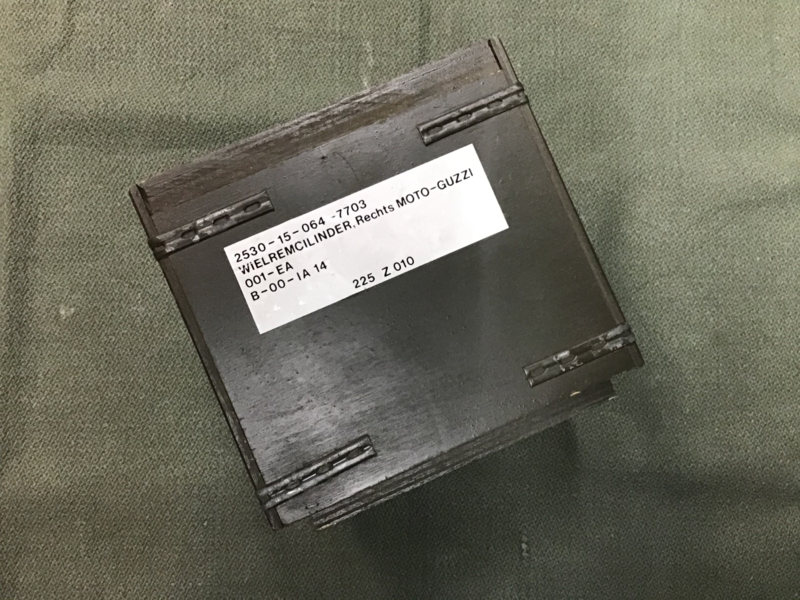 2530-15-064 -7703
WIELREMCILINDER, Rechts MOTO-GUZZI
001-EA
B-00-IA 14
225 Z 010